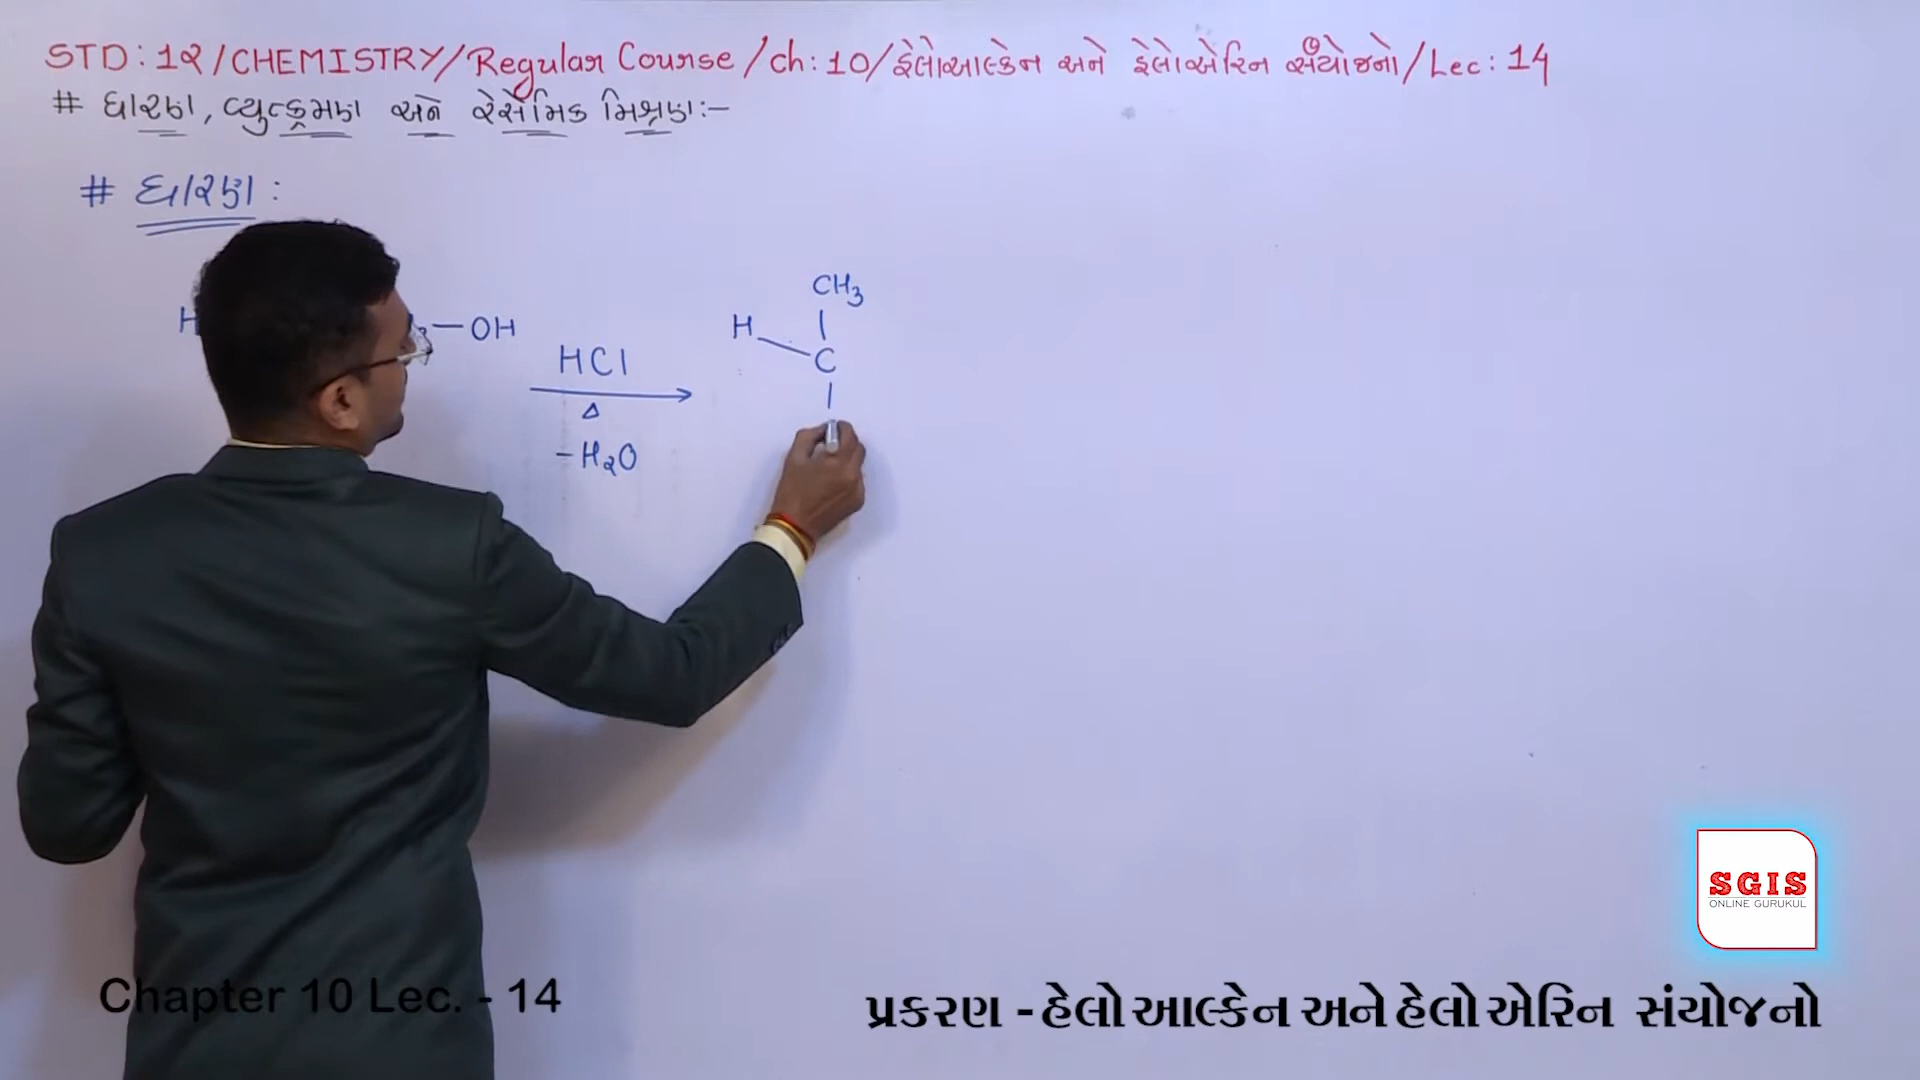 STD: 12/CHEMISTRY/Regular Course/ch: 10/હેલોઆલ્કેન અને હેલોએરિન સંયોજનો/Lec: 14
# ધારણ, વ્યુત્ક્રમણ અને રેસેમિક મિશ્રણ:-
# ધારણ:
CH3
H
—OH
H
HCl
C
Δ
-H2O
SGIS
ONLINE GURUKUL
Chapter 10 Lec. - 14
પ્રકરણ - હેલો આલ્કેન અને હેલો એરિન સંયોજનો